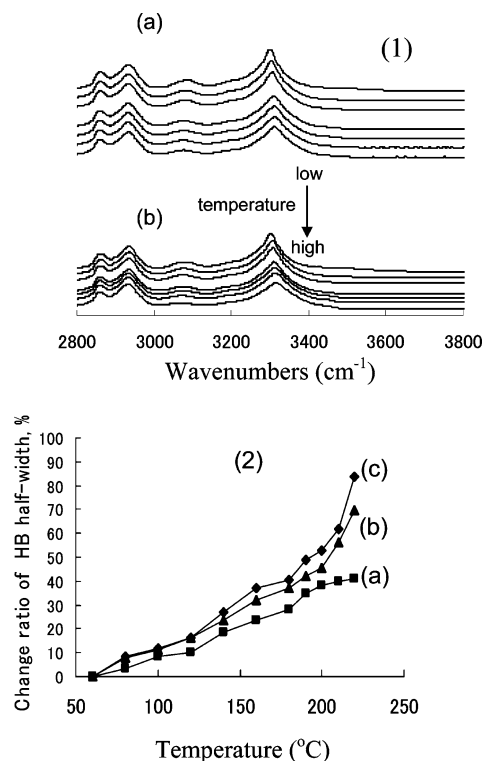 (a)
(1)
low
temperature
(b)
high
2800 3000 3200 3400 3600 3800
Wavenumbers (cm⁻¹)
Change ratio of HB half-width, %
100
90
80
70
60
50
40
30
20
10
0
(2)
(c)
(b)
(a)
50 100 150 200 250
Temperature (°C)